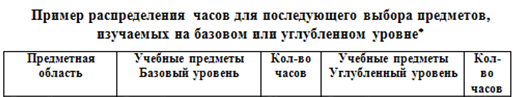 Пример распределения часов для последующего выбора предметов,
изучаемых на базовом или углубленном уровне*
Предметная область
Учебные предметы Базовый уровень
Кол-во часов
Учебные предметы Углубленный уровень
Кол-во часов